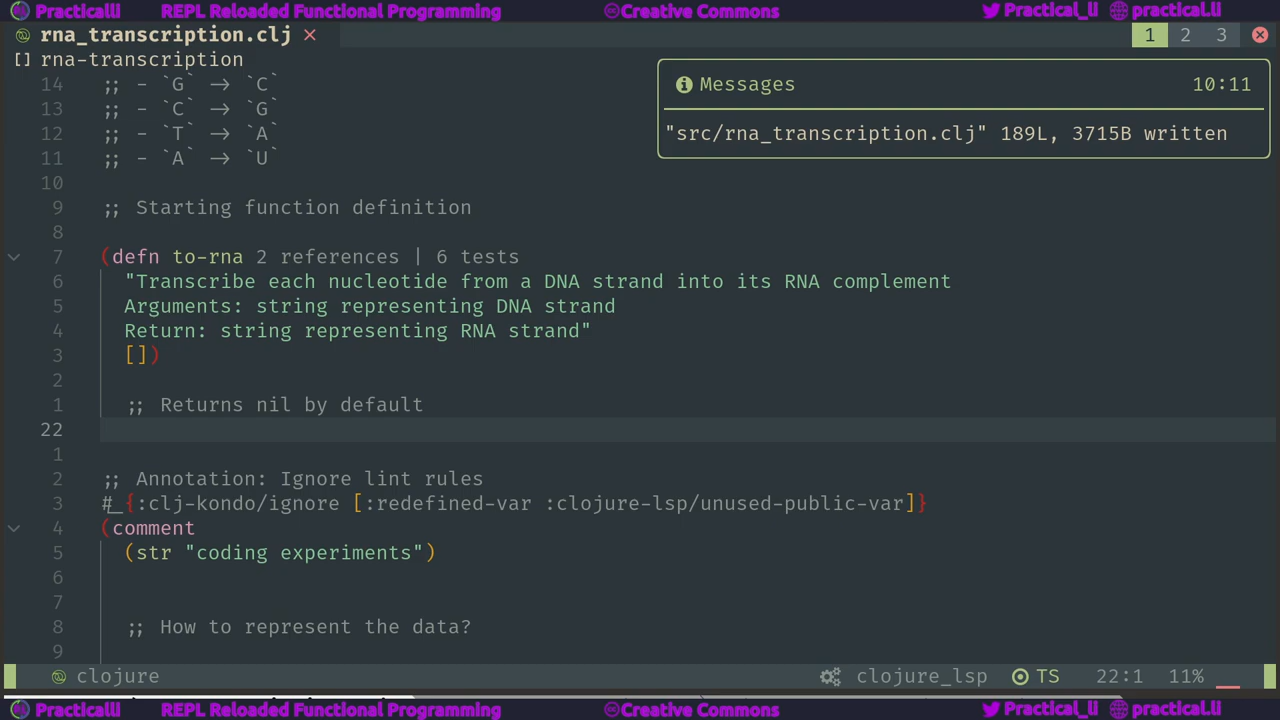 Practicalli REPL Reloaded Functional Programming Creative Commons Practical_li practical.li
rna_transcription.clj × 1 2 3
[] rna-transcription
14 ;; - `G` -> `C`
13 ;; - `C` -> `G`
12 ;; - `T` -> `A`
11 ;; - `A` -> `U`
10
9 ;; Starting function definition
8
7 (defn to-rna 2 references | 6 tests
6 "Transcribe each nucleotide from a DNA strand into its RNA complement
5 Arguments: string representing DNA strand
4 Return: string representing RNA strand"
3 [])
2
1 ;; Returns nil by default
22
1
2 ;; Annotation: Ignore lint rules
3 #_{:clj-kondo/ignore [:redefined-var :clojure-lsp/unused-public-var]}
4 (comment
5 (str "coding experiments")
6
7
8 ;; How to represent the data?
9
Messages 10:11
"src/rna_transcription.clj" 189L, 3715B written
clojure clojure_lsp TS 22:1 11%
Practicalli REPL Reloaded Functional Programming Creative Commons Practical_li practical.li